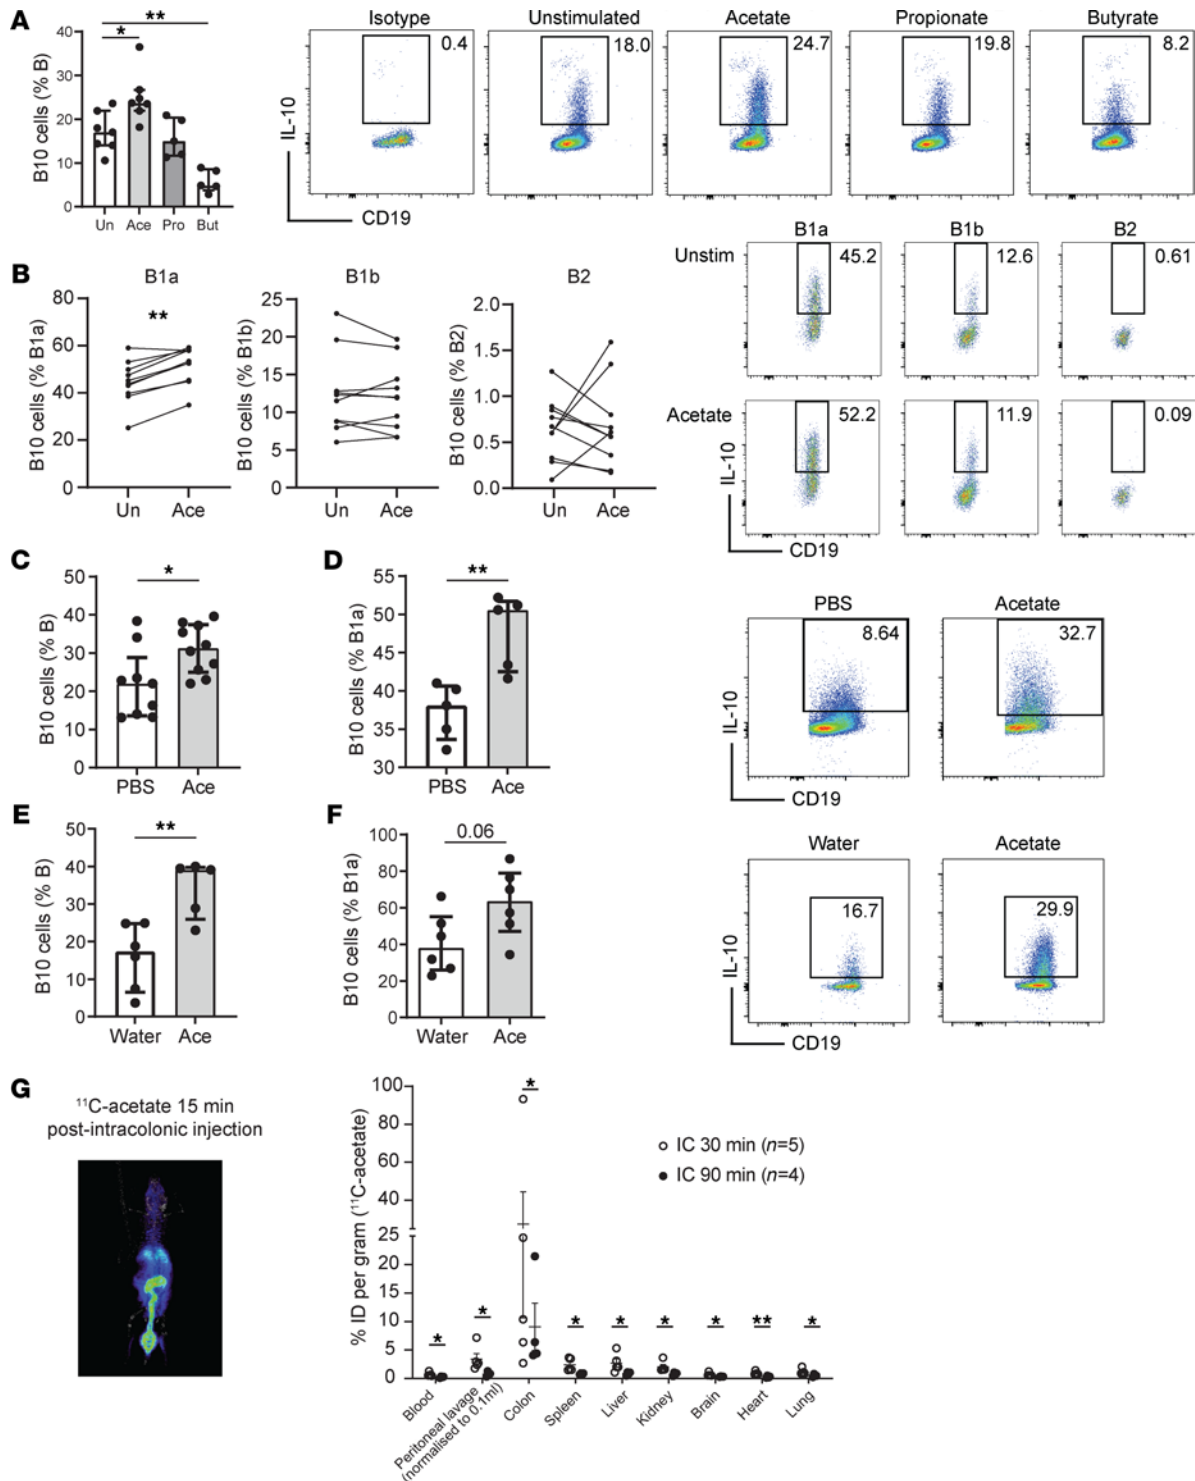 A
** 
*
B10 cells (% B)
40
30
20
10
0
Un Ace Pro But
Isotype Unstimulated Acetate Propionate Butyrate
0.4 18.0 24.7 19.8 8.2
IL-10
CD19
B
B1a
**
B10 cells (% B1a)
80
60
40
20
0
Un Ace
B1b
B10 cells (% B1b)
25
20
15
10
5
0
Un Ace
B2
B10 cells (% B2)
2.0
1.5
1.0
0.5
0.0
Un Ace
B1a B1b B2
Unstim
45.2 12.6 0.61
Acetate
52.2 11.9 0.09
IL-10
CD19
C
*
B10 cells (% B)
50
40
30
20
10
0
PBS Ace
D
**
B10 cells (% B1a)
55
50
45
40
35
30
PBS Ace
PBS Acetate
8.64 32.7
IL-10
CD19
E
**
B10 cells (% B)
50
40
30
20
10
0
Water Ace
F
0.06
B10 cells (% B1a)
100
80
60
40
20
0
Water Ace
Water Acetate
16.7 29.9
IL-10
CD19
G
¹¹C-acetate 15 min
post-intracolonic injection
% ID per gram (¹¹C-acetate)
100
80
60
40
25
20
15
10
5
0
IC 30 min (n=5)
IC 90 min (n=4)
* * * * * * * ** *
Blood
Peritoneal lavage
(normalised to 0.1ml)
Colon
Spleen
Liver
Kidney
Brain
Heart
Lung